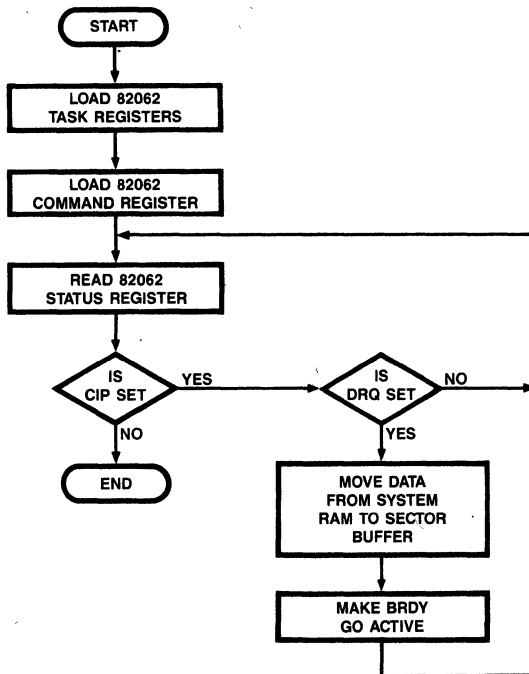 START
LOAD 82062
TASK REGISTERS
LOAD 82062
COMMAND REGISTER
READ 82062
STATUS REGISTER
IS
CIP SET
YES
NO
END
IS
DRQ SET
NO
YES
MOVE DATA
FROM SYSTEM
RAM TO SECTOR
BUFFER
MAKE BRDY
GO ACTIVE